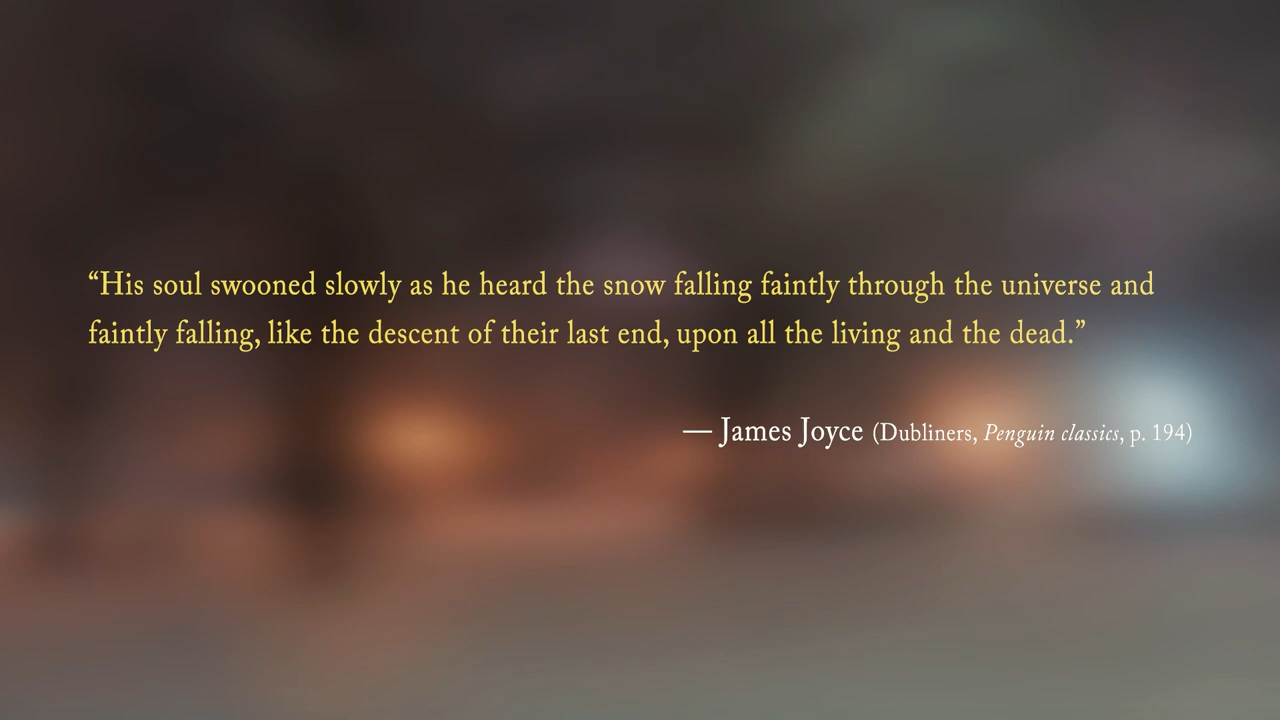 “His soul swooned slowly as he heard the snow falling faintly through the universe and
faintly falling, like the descent of their last end, upon all the living and the dead.”
— James Joyce (Dubliners, Penguin classics, p. 194)